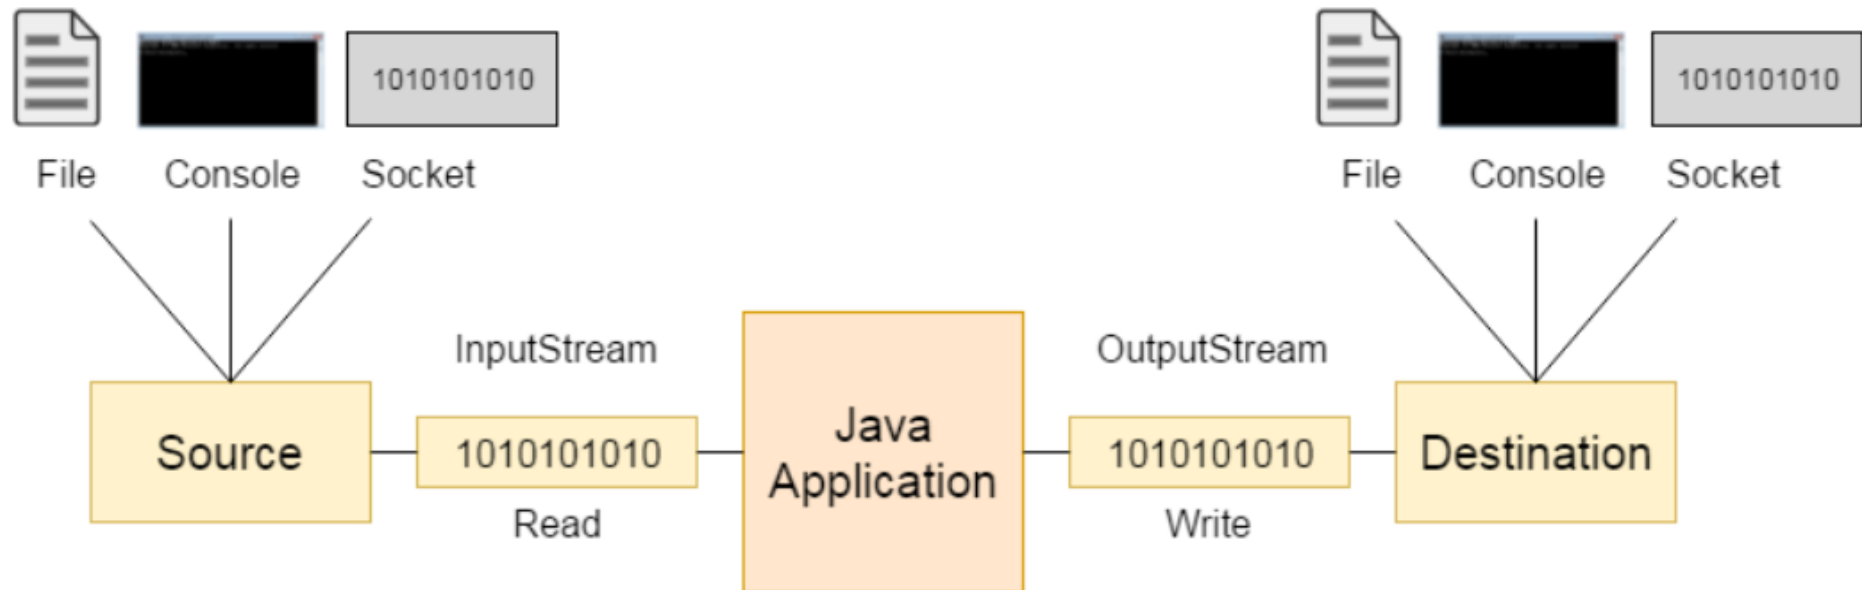 1010101010
1010101010
File Console Socket
File Console Socket
InputStream
OutputStream
Source
1010101010
Java
Application
1010101010
Destination
Read
Write